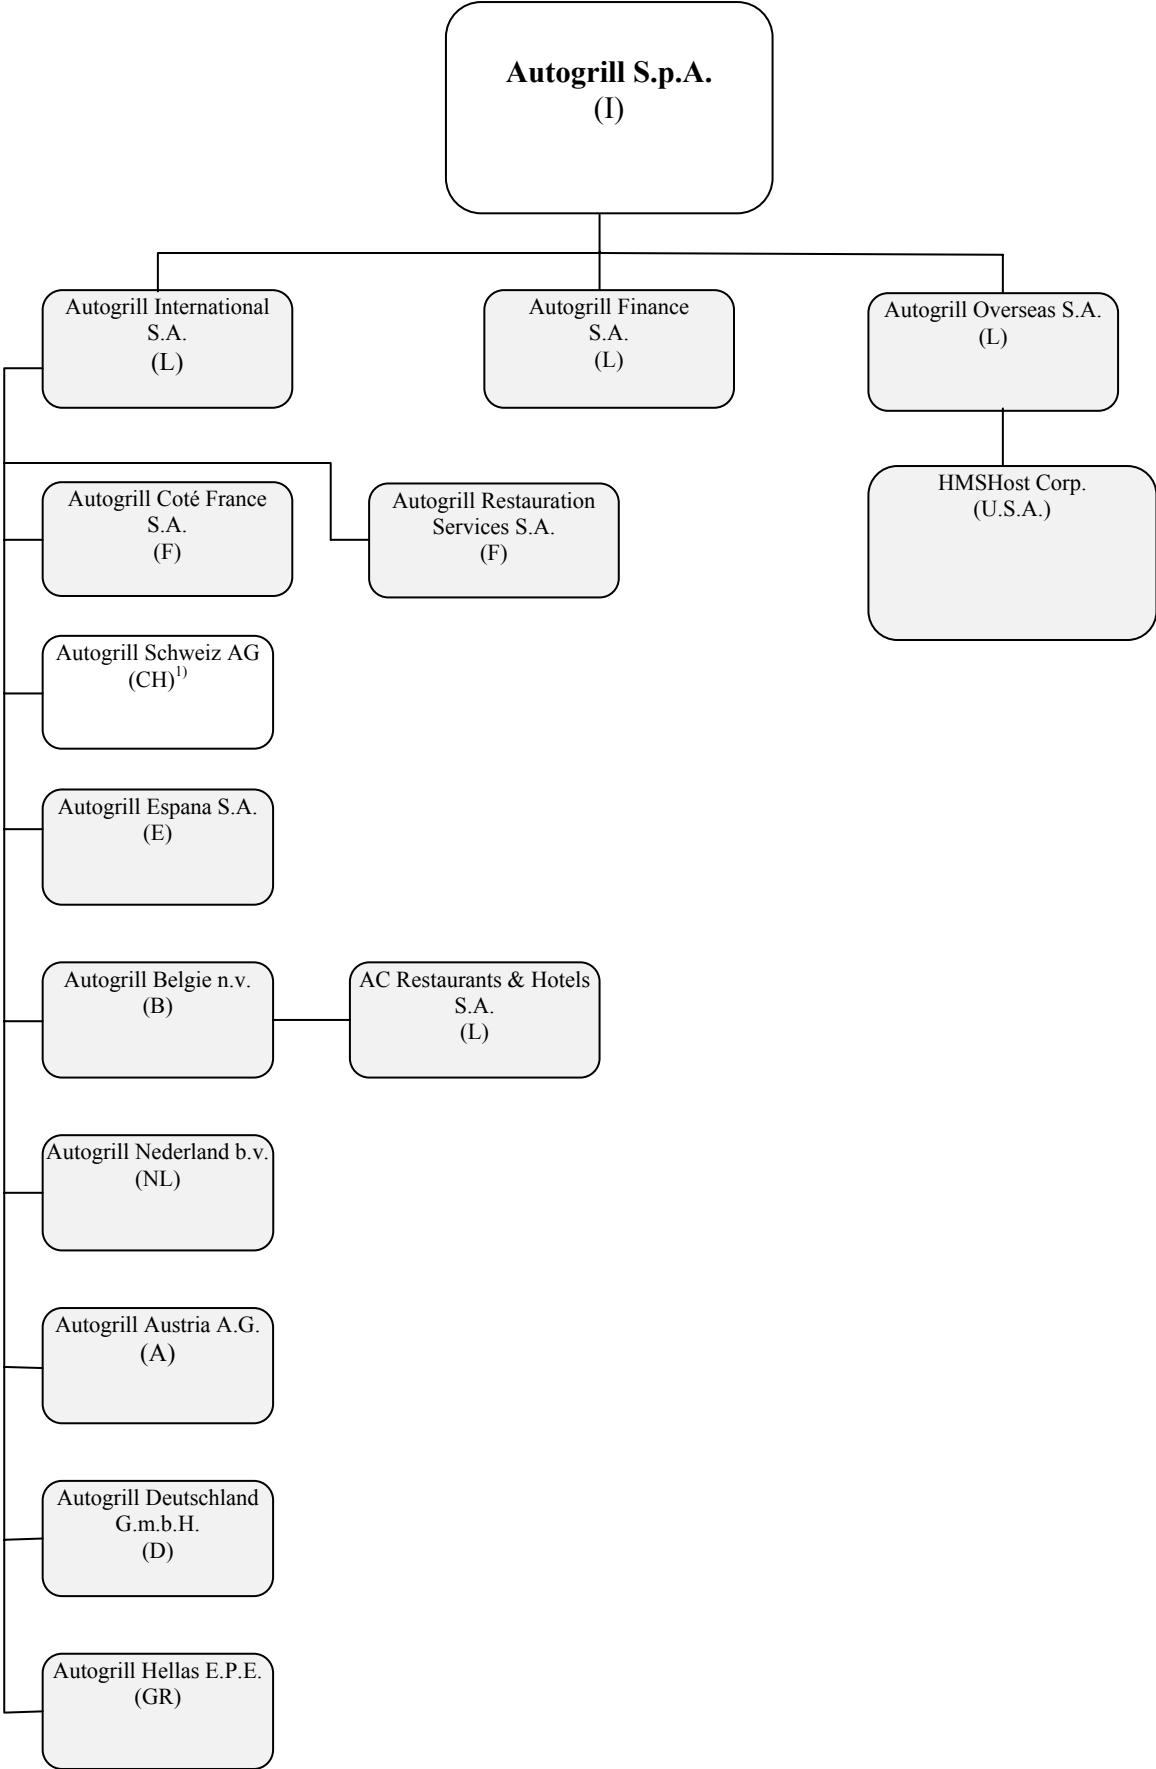 Autogrill S.p.A.
(I)
Autogrill International
S.A.
(L)
Autogrill Finance
S.A.
(L)
Autogrill Overseas S.A.
(L)
Autogrill Coté France
S.A.
(F)
Autogrill Restauration
Services S.A.
(F)
HMSHost Corp.
(U.S.A.)
Autogrill Schweiz AG
(CH)1)
Autogrill Espana S.A.
(E)
Autogrill Belgie n.v.
(B)
AC Restaurants & Hotels
S.A.
(L)
Autogrill Nederland b.v.
(NL)
Autogrill Austria A.G.
(A)
Autogrill Deutschland
G.m.b.H.
(D)
Autogrill Hellas E.P.E.
(GR)